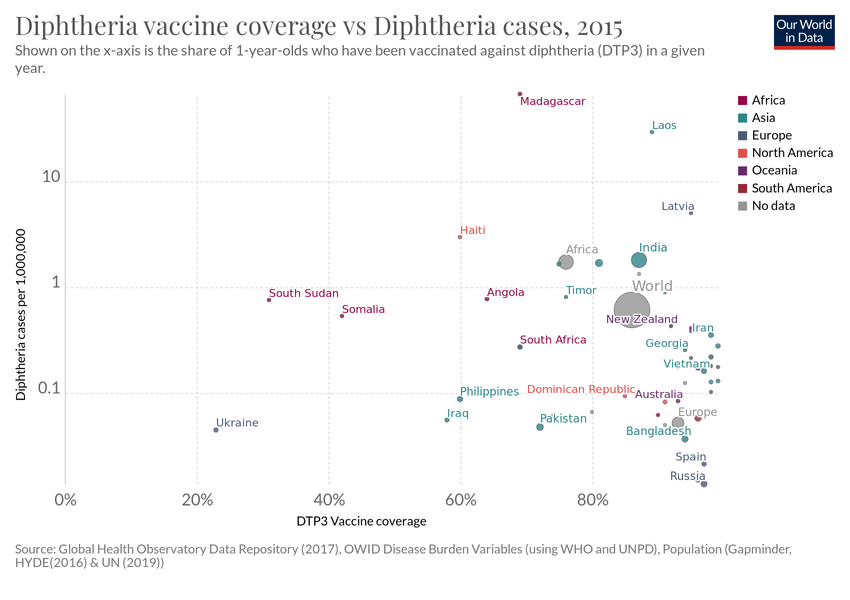 Diphtheria vaccine coverage vs Diphtheria cases, 2015
Our World
in Data
Shown on the x-axis is the share of 1-year-olds who have been vaccinated against diphtheria (DTP3) in a given
year.
Madagascar
Africa
Asia
Europe
North America
Oceania
South America
No data
Laos
10
Latvia
Haiti
Africa
India
1
World
South Sudan
Angola
Timor
Somalia
New Zealand
Iran
South Africa
Georgia
Vietnam
0.1
Philippines
Dominican Republic
Australia
Iraq
Pakistan
Europe
Ukraine
Bangladesh
Spain
Russia
Diphtheria cases per 1,000,000
0%
20%
40%
60%
80%
DTP3 Vaccine coverage
Source: Global Health Observatory Data Repository (2017), OWID Disease Burden Variables (using WHO and UNPD), Population (Gapminder,
HYDE(2016) & UN (2019))